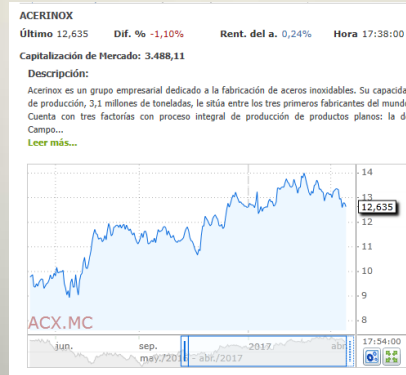 ACERINOX
Último 12,635 Dif. % -1,10% Rent. del a. 0,24% Hora 17:38:00
Capitalización de Mercado: 3.488,11
Descripción:
Acerinox es un grupo empresarial dedicado a la fabricación de aceros inoxidables. Su capacida
de producción, 3,1 millones de toneladas, le sitúa entre los tres primeros fabricantes del mund
Cuenta con tres factorías con proceso integral de producción de productos planos: la d
Campo...
Leer más...
14
13
12,635
12
11
10
9
8
ACX.MC
jun. sep. 2017 abr.
may./2016 - abr./2017
17:54:00